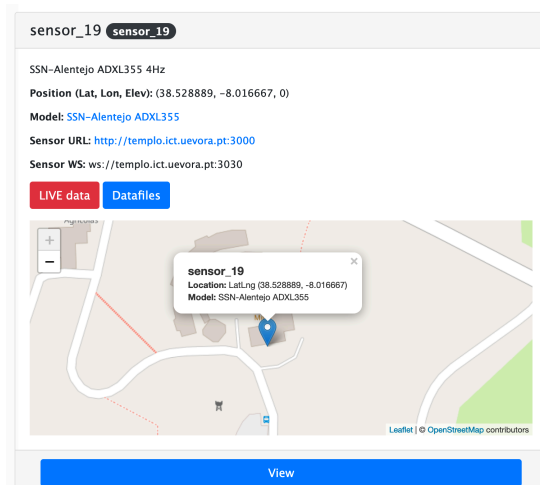 sensor_19 sensor_19
SSN-Alentejo ADXL355 4Hz
Position (Lat, Lon, Elev): (38.528889, -8.016667, 0)
Model: SSN-Alentejo ADXL355
Sensor URL: http://templo.ict.uevora.pt:3000
Sensor WS: ws://templo.ict.uevora.pt:3030
LIVE data Datafiles
Agrícolas
+
−
×
sensor_19
Location: LatLng (38.528889, -8.016667)
Model: SSN-Alentejo ADXL355
Leaflet | © OpenStreetMap contributors
View